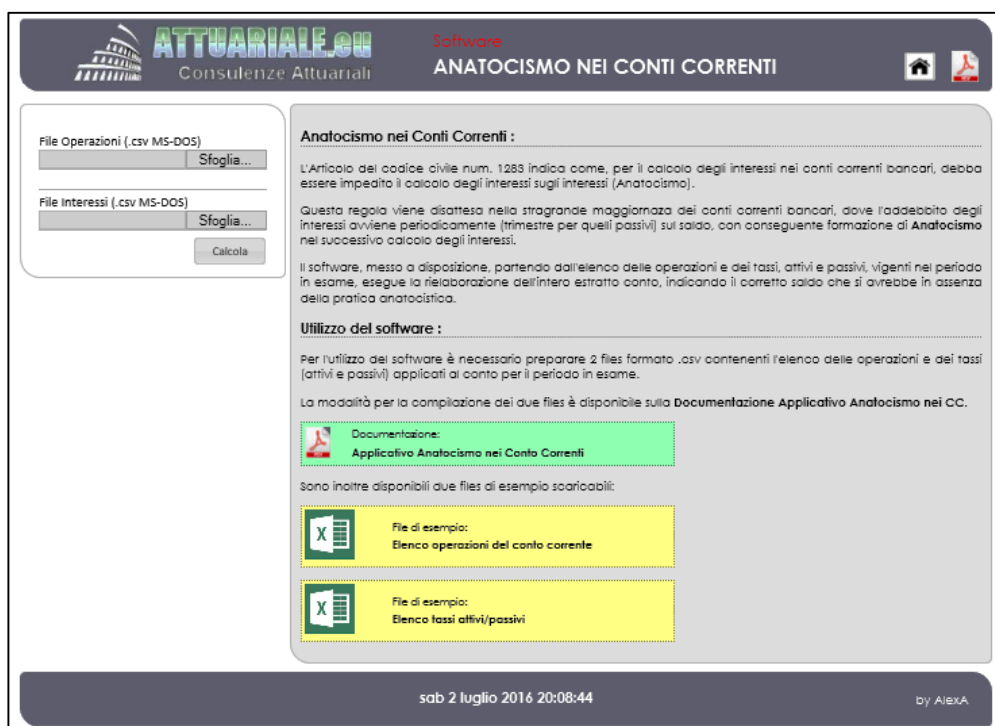 ATTUARIALE.eu
Consulenze Attuariali
Software
ANATOCISMO NEI CONTI CORRENTI
File Operazioni (.csv MS-DOS)
Sfoglia...
File Interessi (.csv MS-DOS)
Sfoglia...
Calcola
Anatocismo nei Conti Correnti :
L'Articolo del codice civile num. 1283 indica come, per il calcolo degli interessi nei conti correnti bancari, debba
essere impedito il calcolo degli interessi sugli interessi (Anatocismo).
Questa regola viene disattesa nella stragrande maggiornaza dei conti correnti bancari, dove l'addebbito degli
interessi avviene periodicamente (trimestre per quelli passivi) sul saldo, con conseguente formazione di Anatocismo
nel successivo calcolo degli interessi.
Il software, messo a disposizione, partendo dall'elenco delle operazioni e dei tassi, attivi e passivi, vigenti nel periodo
in esame, esegue la rielaborazione dell'intero estratto conto, indicando il corretto saldo che si avrebbe in assenza
della pratica anatocistica.
Utilizzo del software :
Per l'utilizzo del software è necessario preparare 2 files formato .csv contenenti l'elenco delle operazioni e dei tassi
(attivi e passivi) applicati al conto per il periodo in esame.
La modalità per la compilazione dei due files è disponibile sulla Documentazione Applicativo Anatocismo nei CC.
Documentazione:
Applicativo Anatocismo nei Conto Correnti
Sono inoltre disponibili due files di esempio scaricabili:
File di esempio:
Elenco operazioni del conto corrente
File di esempio:
Elenco tassi attivi/passivi
sab 2 luglio 2016 20:08:44
by AlexA